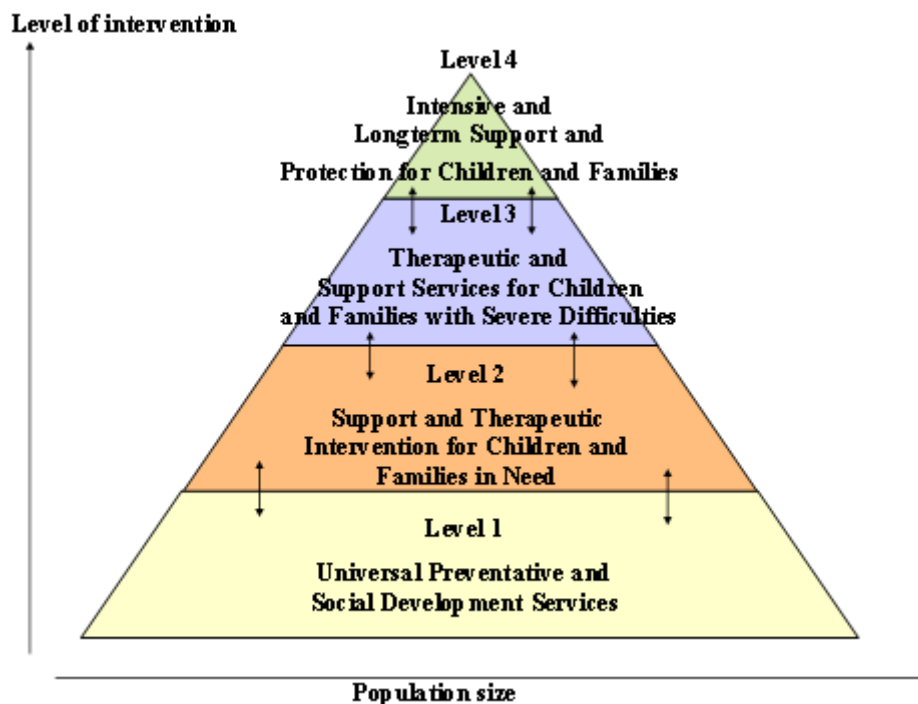 Level of intervention
Level 4
Intensive and
Longterm Support and
Protection for Children and Families
Level 3
Therapeutic and
Support Services for Children
and Families with Severe Difficulties
Level 2
Support and Therapeutic
Intervention for Children and
Families in Need
Level 1
Universal Preventative and
Social Development Services
Population size